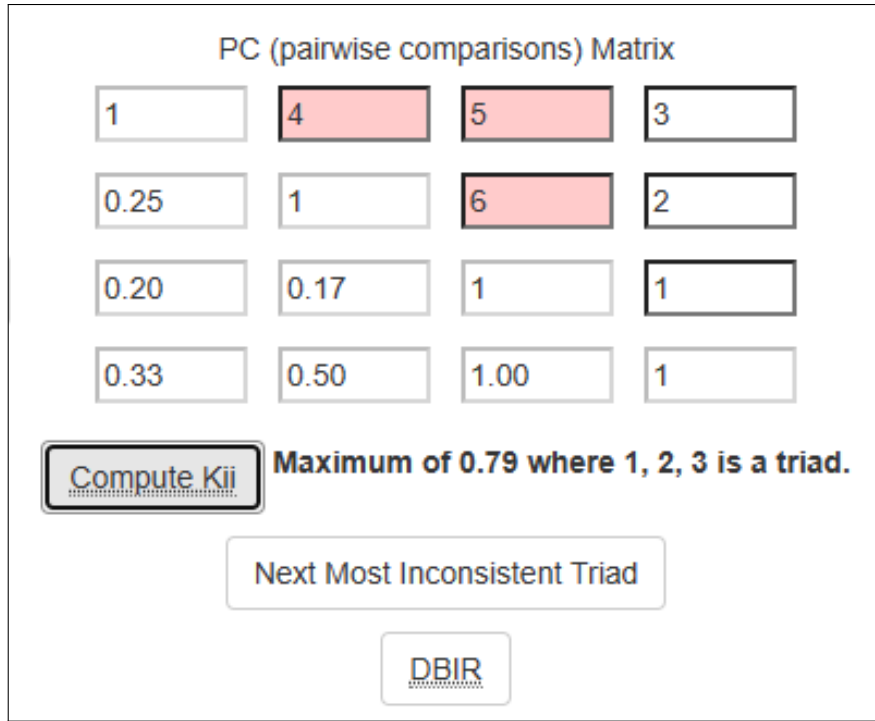 PC (pairwise comparisons) Matrix
1 4 5 3
0.25 1 6 2
0.20 0.17 1 1
0.33 0.50 1.00 1
Compute Kii Maximum of 0.79 where 1, 2, 3 is a triad.
Next Most Inconsistent Triad
DBIR